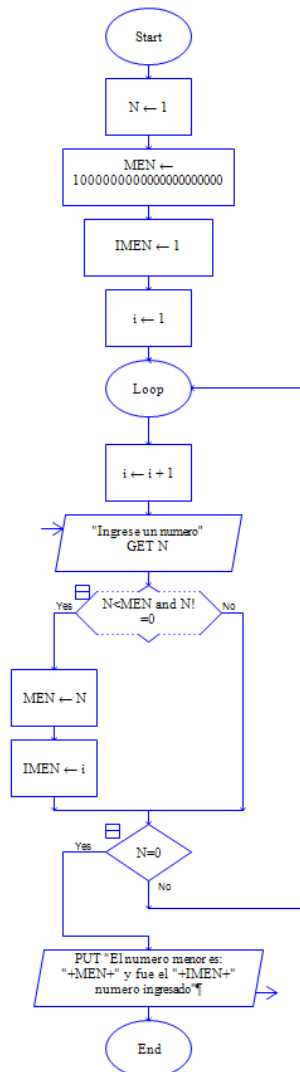 Start
N ← 1
MEN ←
10000000000000000000000
IMEN ← 1
i ← 1
Loop
i ← i + 1
"Ingrese un numero"
GET N
Yes
N<MEN and N!
=0
No
MEN ← N
IMEN ← i
Yes
N=0
No
PUT "El numero menor es:
"+MEN+" y fue el "+IMEN+"
numero ingresado"¶
End